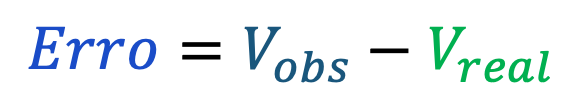 Erro = V_obs − V_real